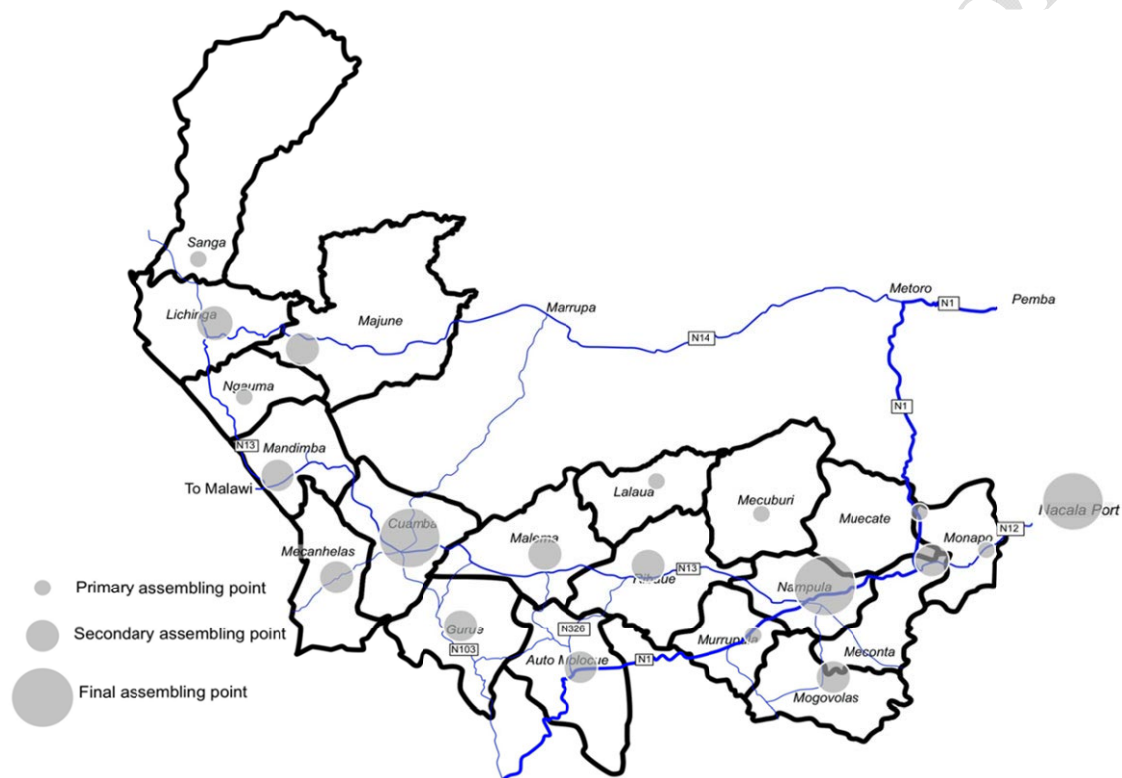 Sanga
Lichinga
Majune
Marrupa
Metoro
N1
Pemba
N14
Ngauma
N1
N13
Mandimba
To Malawi
Lalaua
Mecuburi
Muecate
Nacala Port
N12
Cuamba
Malema
Monapo
Mecanhelas
N13
Ribaue
Nampula
Primary assembling point
Secondary assembling point
Final assembling point
Gurue
N326
N103
Auto Molocue
N1
Murrupula
Meconta
Mogovolas